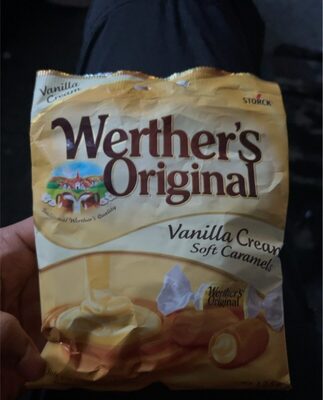 Vanilla
Cream
STORCK
Werther's
Original
Vanilla Cream
Soft Caramels
Werther's
Original